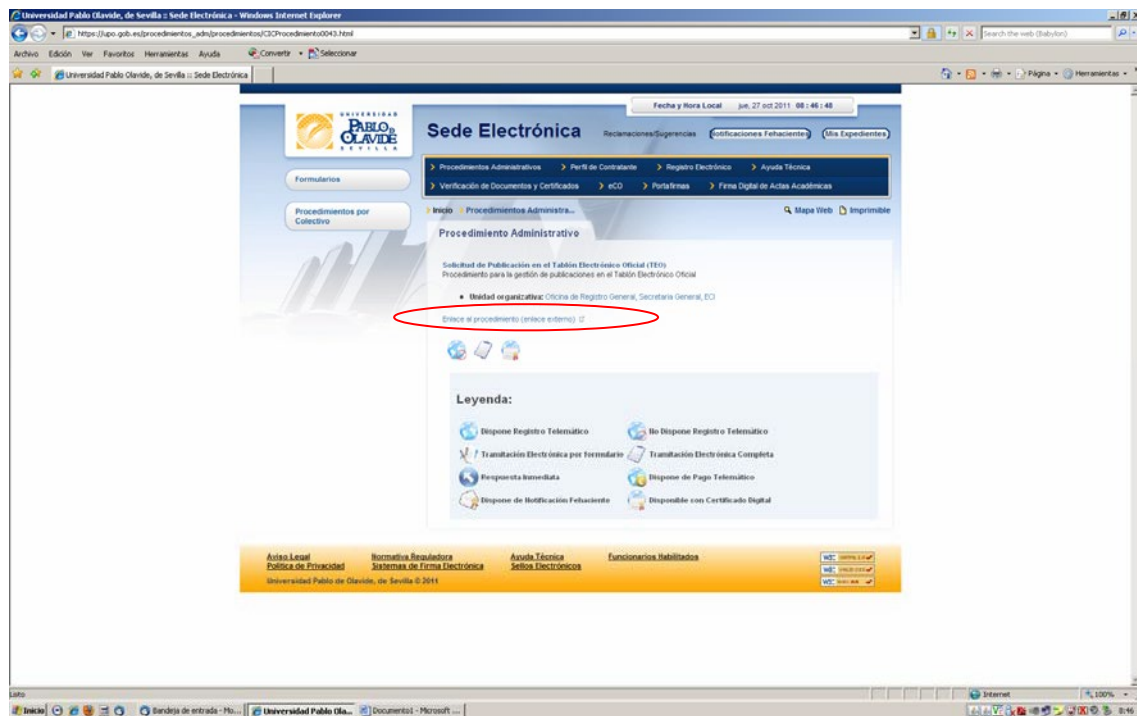 Universidad Pablo Olavide, de Sevilla :: Sede Electrónica - Windows Internet Explorer
https://upo.gob.es/procedimientos_adm/procedimientos/CICProcedimiento0043.html
Search the web (Babylon)
Archivo Edición Ver Favoritos Herramientas Ayuda Convertir Seleccionar
Universidad Pablo Olavide, de Sevilla :: Sede Electrónica
Página Herramientas
Fecha y Hora Local jue, 27 oct 2011 08:46:48
UNIVERSIDAD
PABLO DE
OLAVIDE
SEVILLA
Sede Electrónica
Reclamaciones/Sugerencias
Notificaciones Fehacientes
Mis Expedientes
Formularios
Procedimientos por Colectivo
Procedimientos Administrativos Perfil de Contratante Registro Electrónico Ayuda Técnica
Verificación de Documentos y Certificados eCO Portafirmas Firma Digital de Actas Académicas
Inicio Procedimientos Administra...
Mapa Web Imprimible
Procedimiento Administrativo
Solicitud de Publicación en el Tablón Electrónico Oficial (TEO)
Procedimiento para la gestión de publicaciones en el Tablón Electrónico Oficial
Unidad organizativa: Oficina de Registro General, Secretaria General, ECI
Enlace al procedimiento (enlace externo)
Leyenda:
Dispone Registro Telemático No Dispone Registro Telemático
Tramitación Electrónica por formulario Tramitación Electrónica Completa
Respuesta Inmediata Dispone de Pago Telemático
Dispone de Notificación Fehaciente Disponible con Certificado Digital
Aviso Legal Normativa Reguladora Ayuda Técnica Funcionarios Habilitados
Política de Privacidad Sistemas de Firma Electrónica Sellos Electrónicos
Universidad Pablo de Olavide, de Sevilla © 2011
Listo
Internet
100%
Inicio
Bandeja de entrada - Mo...
Universidad Pablo Ola...
Documento1 - Microsoft ...
8:46